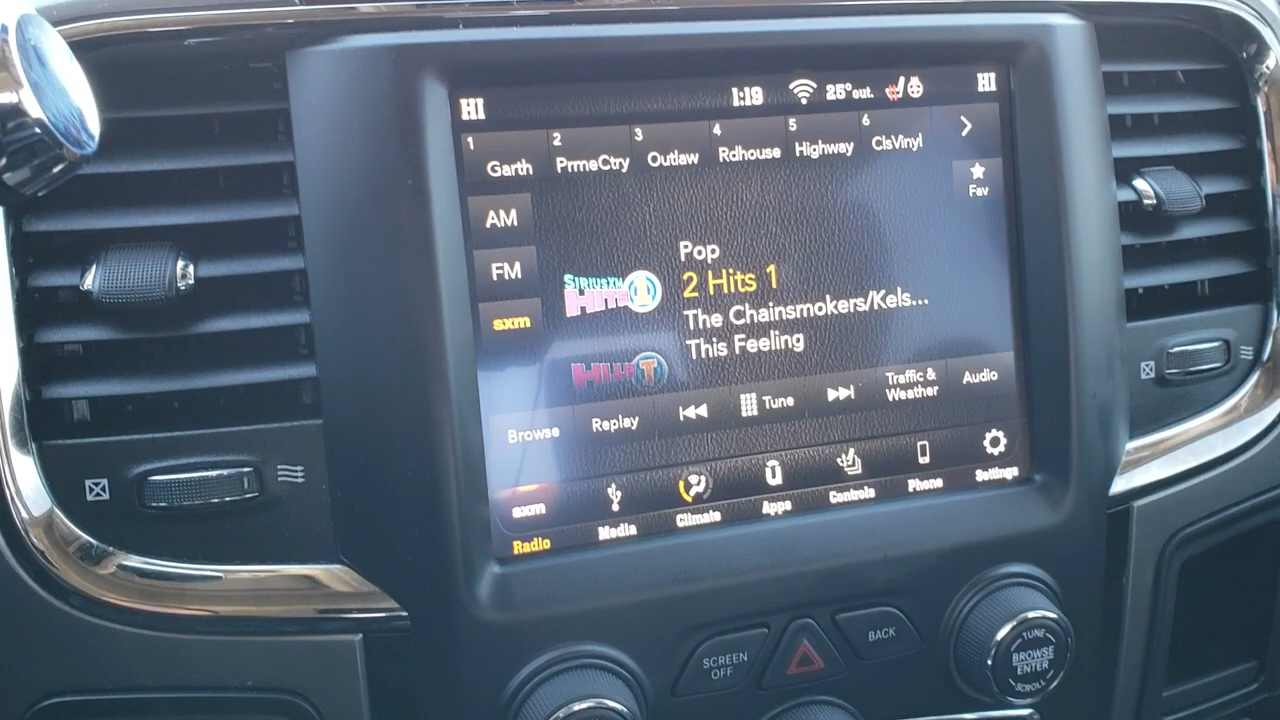 HI
1:19
25°out.
HI
1
Garth
2
PrmeCtry
3
Outlaw
4
Rdhouse
5
Highway
6
ClsVinyl
Fav
AM
FM
sxm
SIRIUSXM
HITS 1
Pop
2 Hits 1
The Chainsmokers/Kels...
This Feeling
Browse
Replay
Tune
Traffic &
Weather
Audio
sxm
Radio
Media
Climate
Apps
Controls
Phone
Settings
SCREEN
OFF
BACK
TUNE
BROWSE
ENTER
SCROLL